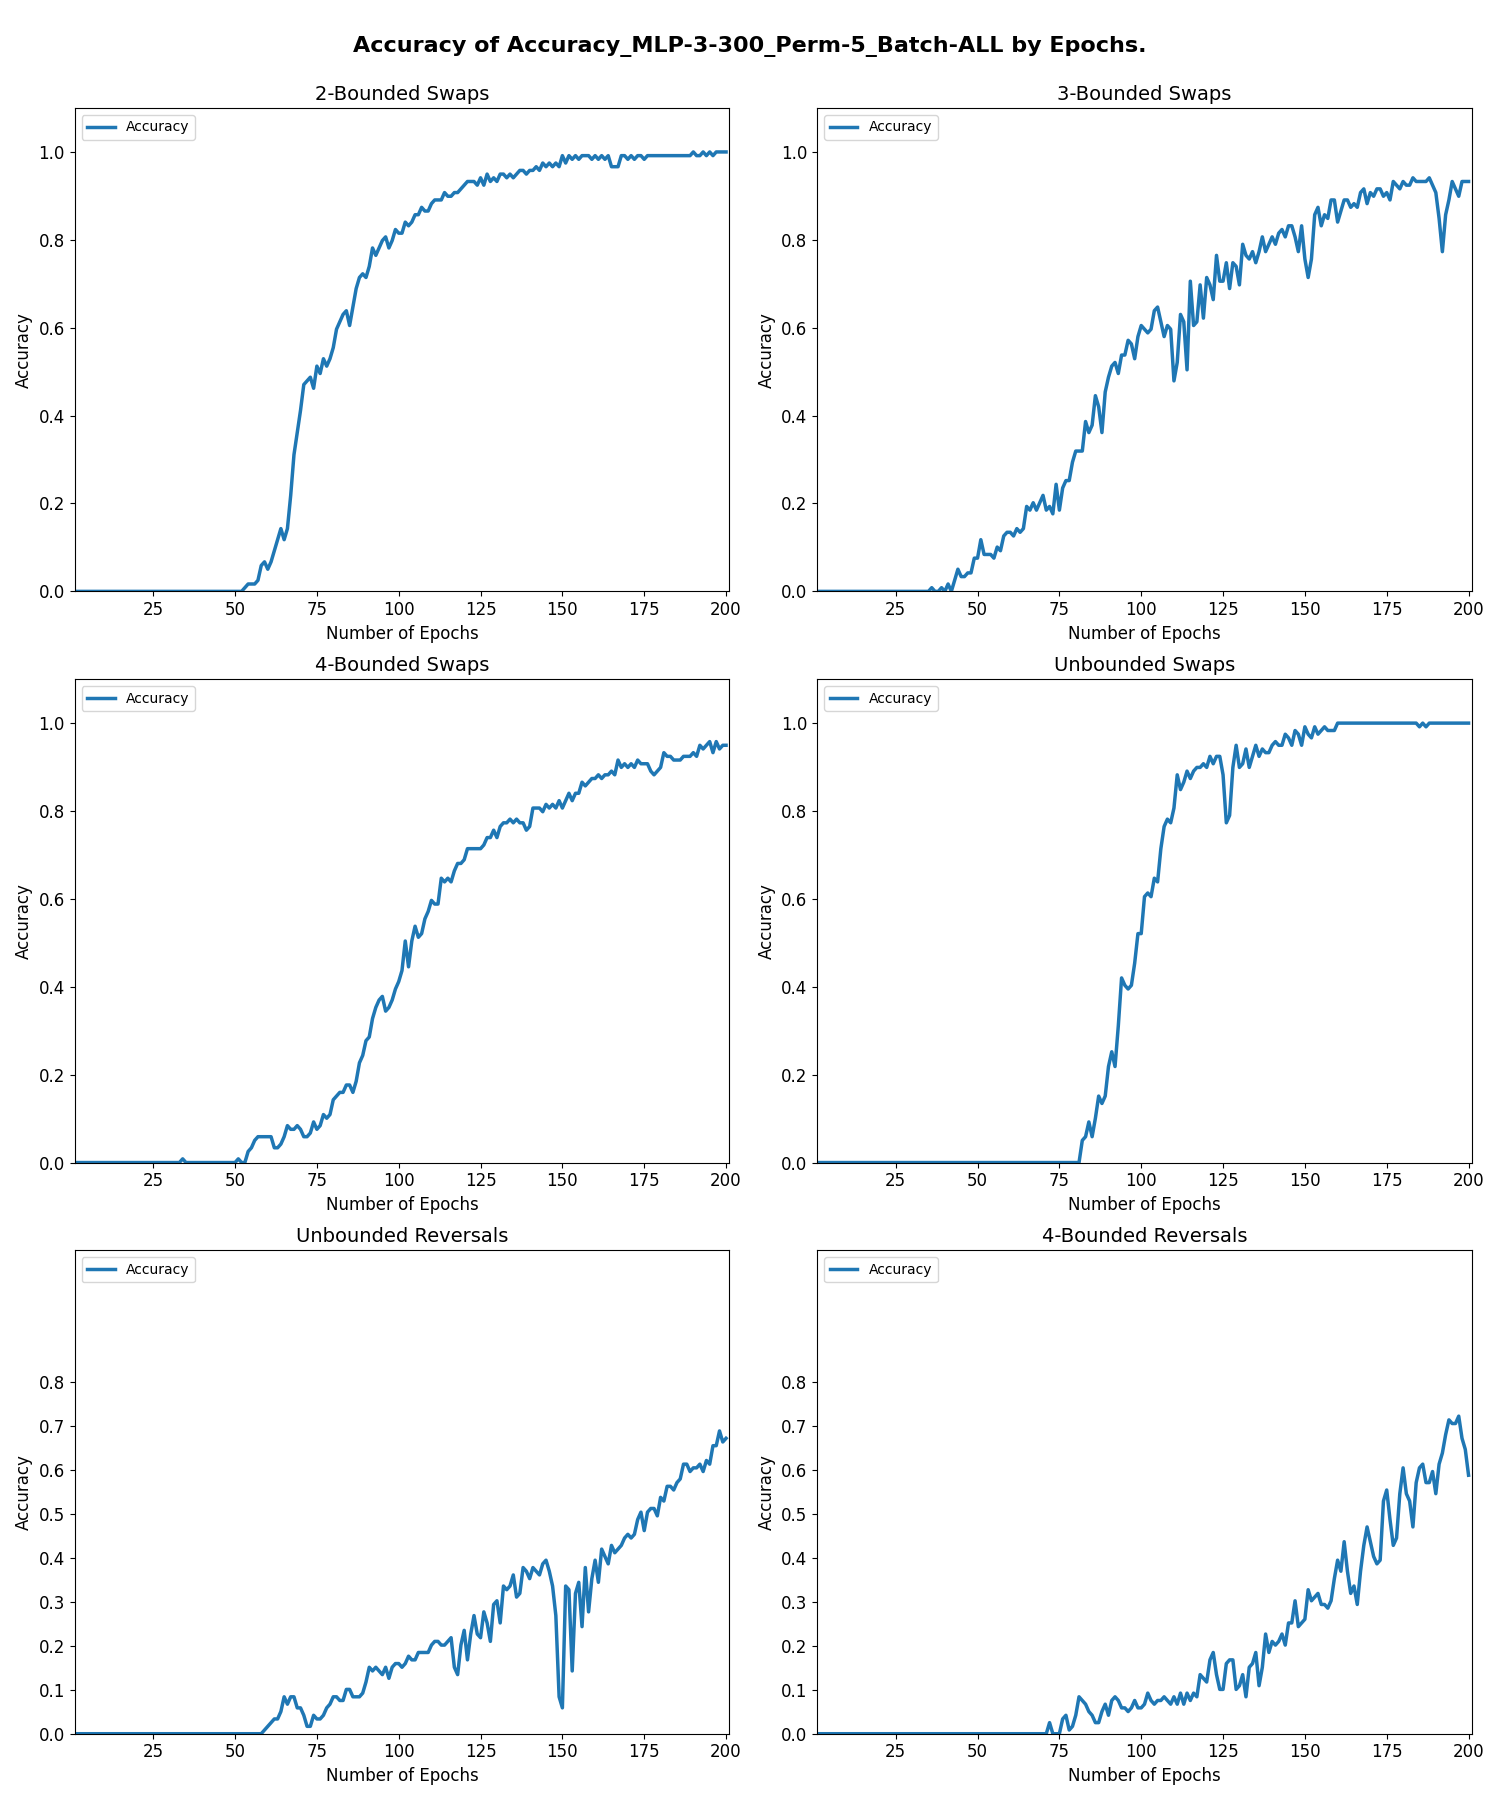 Accuracy of Accuracy_MLP-3-300_Perm-5_Batch-ALL by Epochs.
2-Bounded Swaps
Accuracy
1.0
0.8
0.6
0.4
0.2
0.0
Accuracy
25 50 75 100 125 150 175 200
Number of Epochs
3-Bounded Swaps
Accuracy
1.0
0.8
0.6
0.4
0.2
0.0
Accuracy
25 50 75 100 125 150 175 200
Number of Epochs
4-Bounded Swaps
Accuracy
1.0
0.8
0.6
0.4
0.2
0.0
Accuracy
25 50 75 100 125 150 175 200
Number of Epochs
Unbounded Swaps
Accuracy
1.0
0.8
0.6
0.4
0.2
0.0
Accuracy
25 50 75 100 125 150 175 200
Number of Epochs
Unbounded Reversals
Accuracy
0.8
0.7
0.6
0.5
0.4
0.3
0.2
0.1
0.0
Accuracy
25 50 75 100 125 150 175 200
Number of Epochs
4-Bounded Reversals
Accuracy
0.8
0.7
0.6
0.5
0.4
0.3
0.2
0.1
0.0
Accuracy
25 50 75 100 125 150 175 200
Number of Epochs